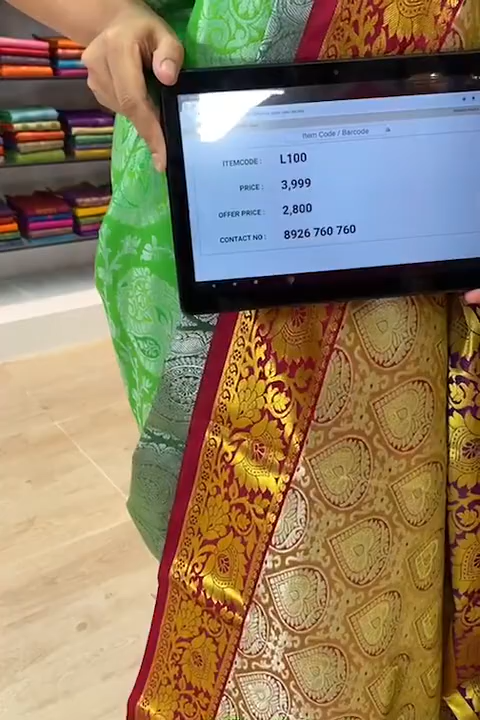 Item Code / Barcode
ITEMCODE : L100
PRICE : 3,999
OFFER PRICE : 2,800
CONTACT NO : 8926 760 760